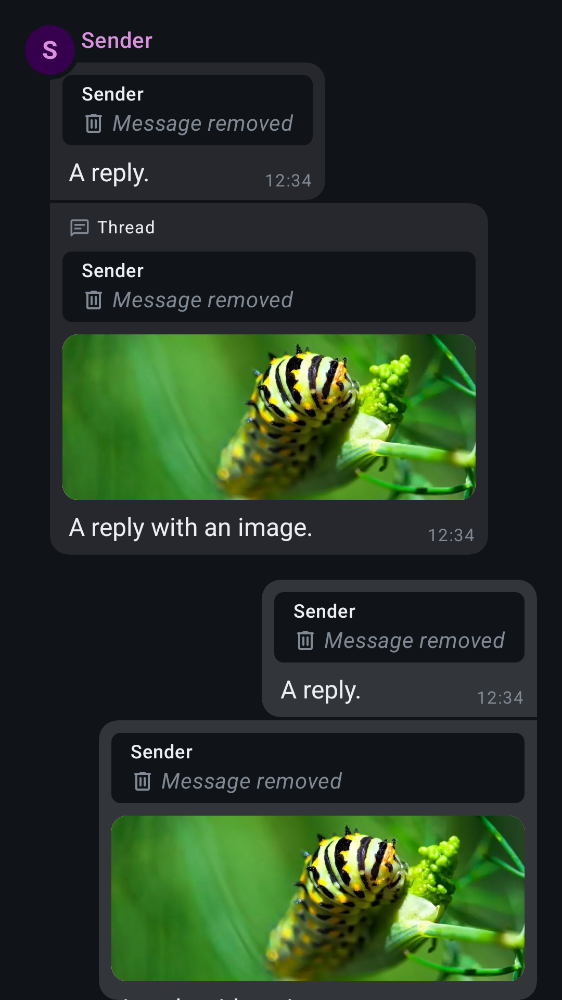 S
Sender
Sender
Message removed
A reply.
12:34
Thread
Sender
Message removed
A reply with an image.
12:34
Sender
Message removed
A reply.
12:34
Sender
Message removed